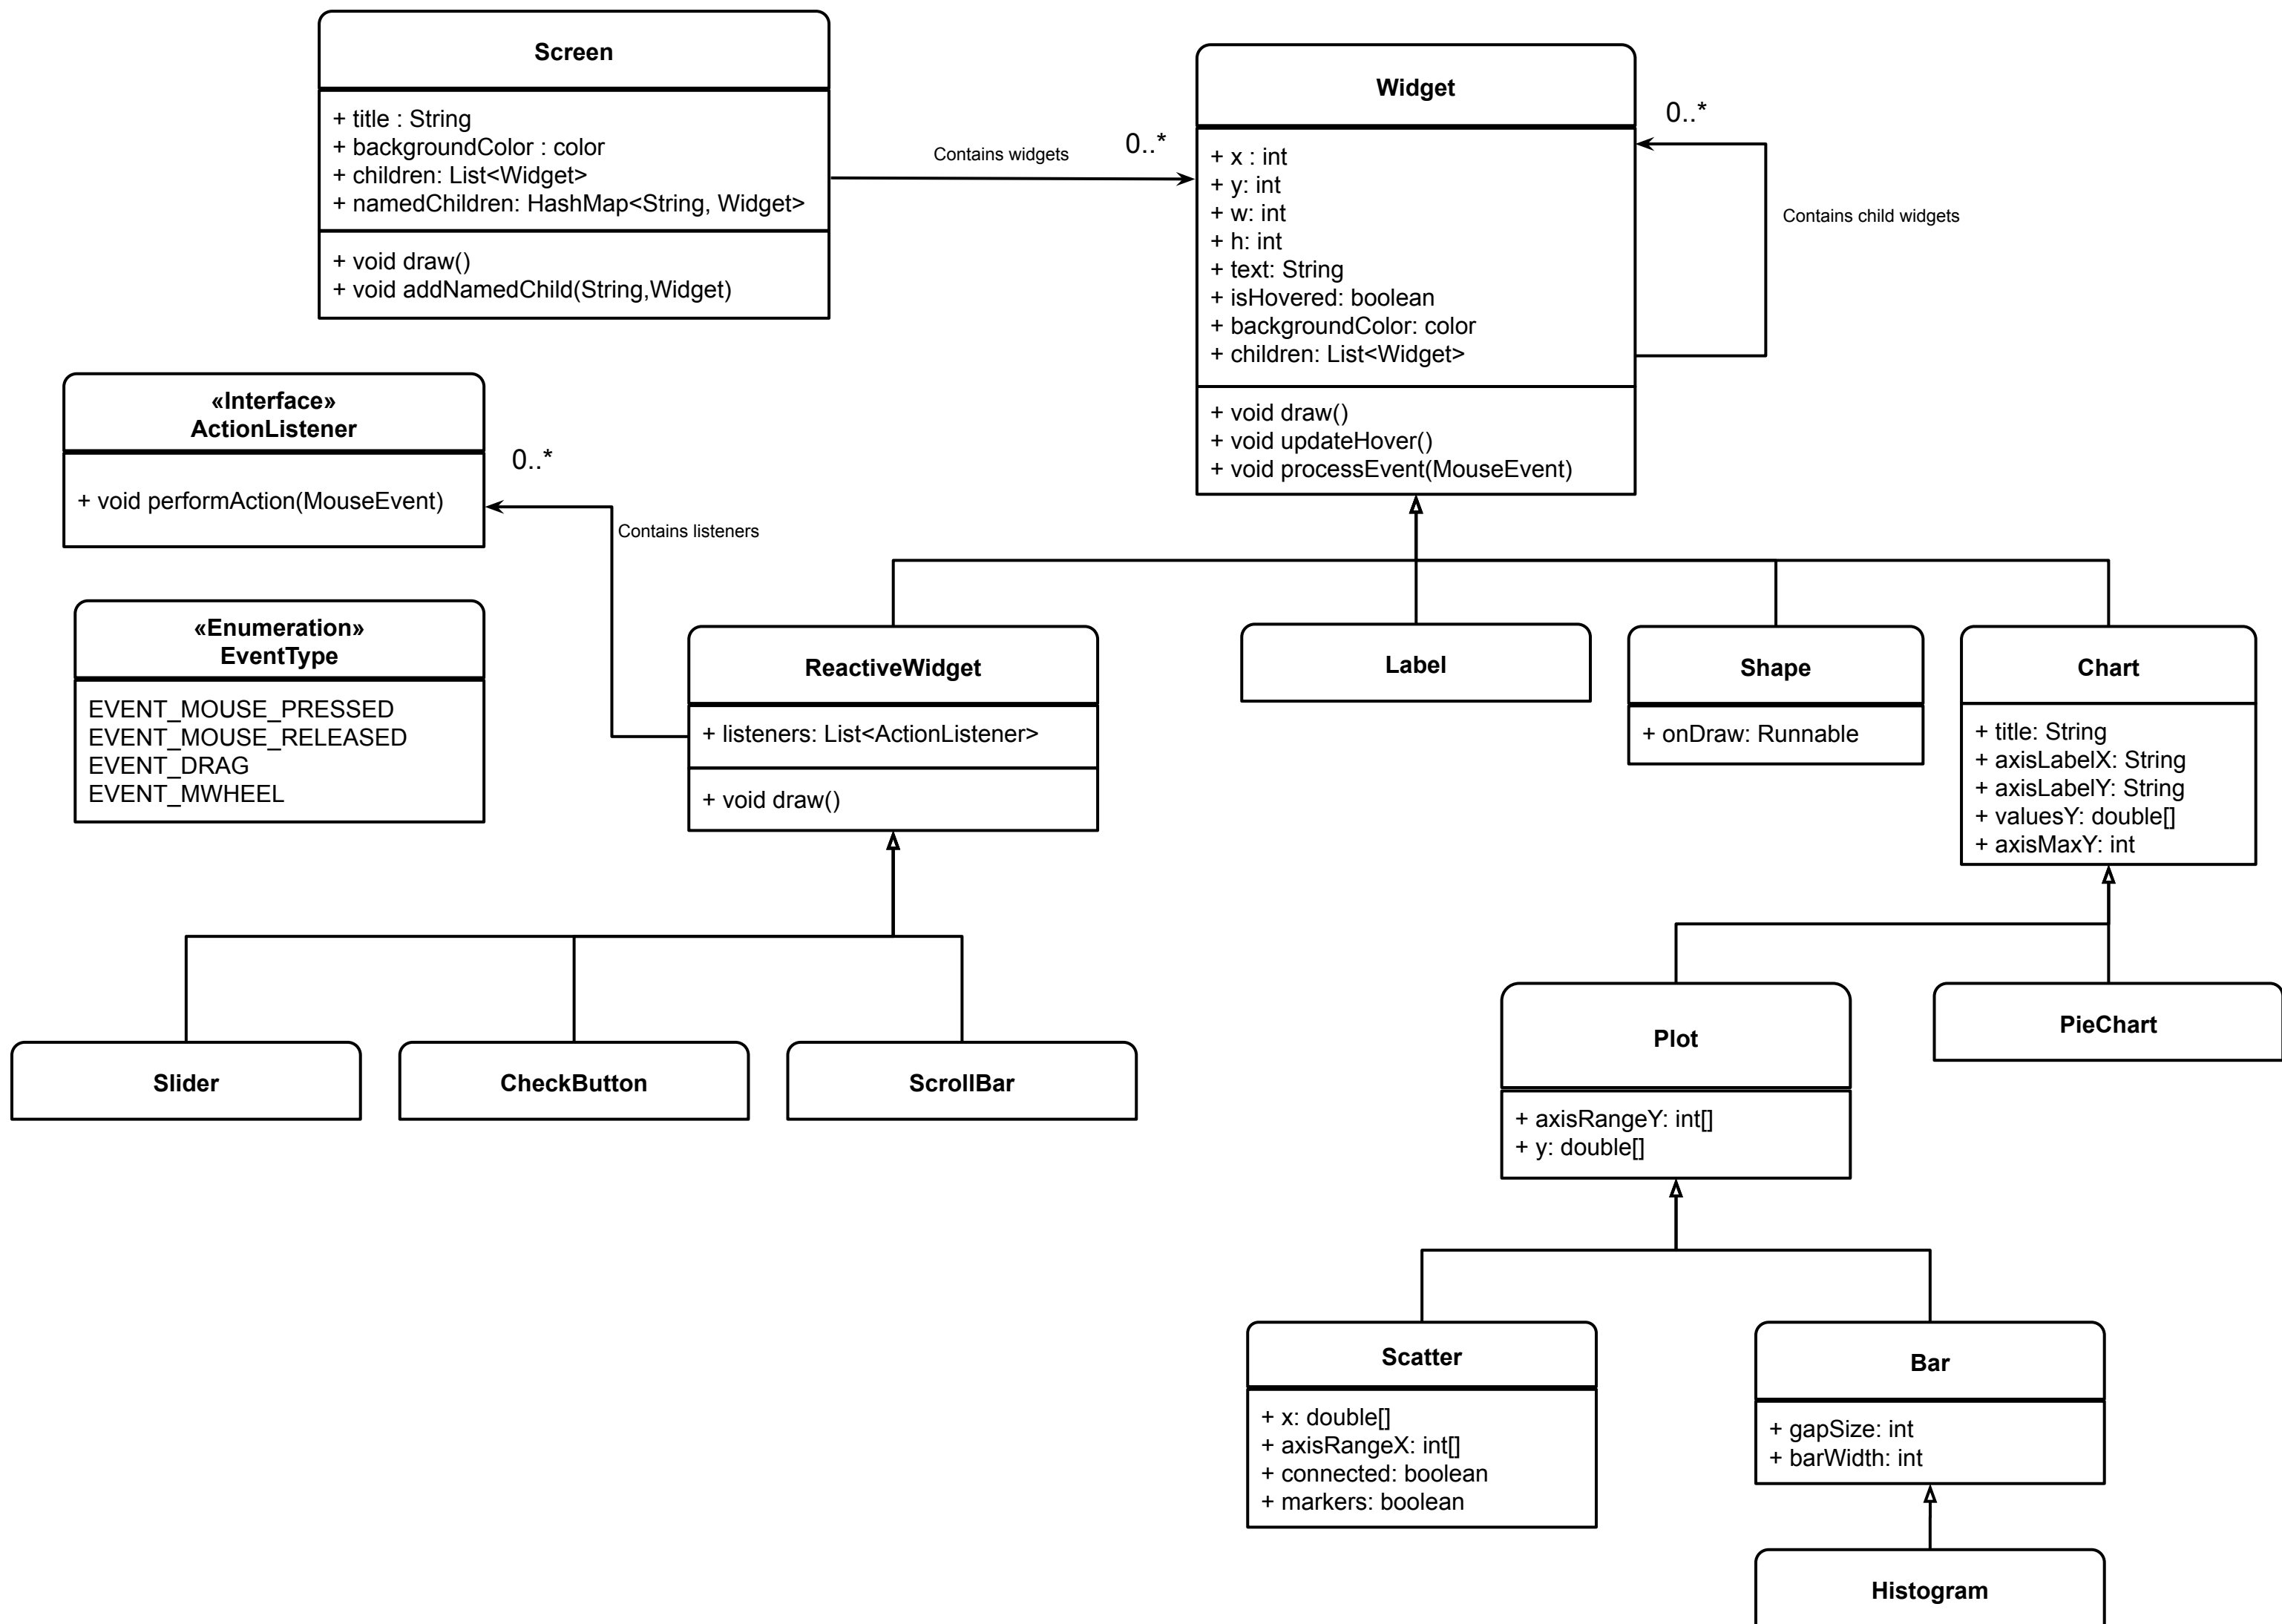 Screen
+ title : String
+ backgroundColor : color
+ children: List<Widget>
+ namedChildren: HashMap<String, Widget>
+ void draw()
+ void addNamedChild(String,Widget)
Contains widgets
0..*
Widget
+ x : int
+ y: int
+ w: int
+ h: int
+ text: String
+ isHovered: boolean
+ backgroundColor: color
+ children: List<Widget>
+ void draw()
+ void updateHover()
+ void processEvent(MouseEvent)
0..*
Contains child widgets
«Interface»
ActionListener
+ void performAction(MouseEvent)
0..*
Contains listeners
«Enumeration»
EventType
EVENT_MOUSE_PRESSED
EVENT_MOUSE_RELEASED
EVENT_DRAG
EVENT_MWHEEL
ReactiveWidget
+ listeners: List<ActionListener>
+ void draw()
Label
Shape
+ onDraw: Runnable
Chart
+ title: String
+ axisLabelX: String
+ axisLabelY: String
+ valuesY: double[]
+ axisMaxY: int
Slider
CheckButton
ScrollBar
Plot
+ axisRangeY: int[]
+ y: double[]
PieChart
Scatter
+ x: double[]
+ axisRangeX: int[]
+ connected: boolean
+ markers: boolean
Bar
+ gapSize: int
+ barWidth: int
Histogram